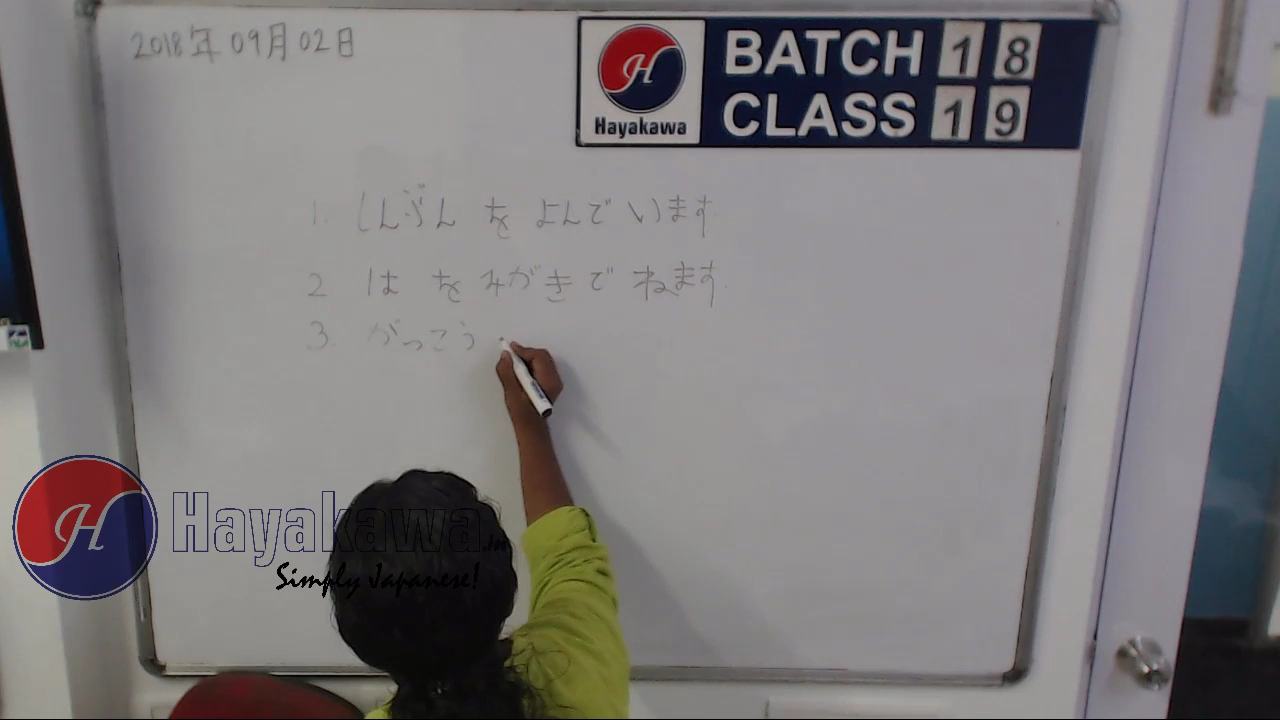 2018年09月02日
H
Hayakawa
BATCH 18
CLASS 19
1. しんぶん を よんで います
2 は を みがきで ねます.
3. がっこう
H Hayakawa.in
Simply Japanese!